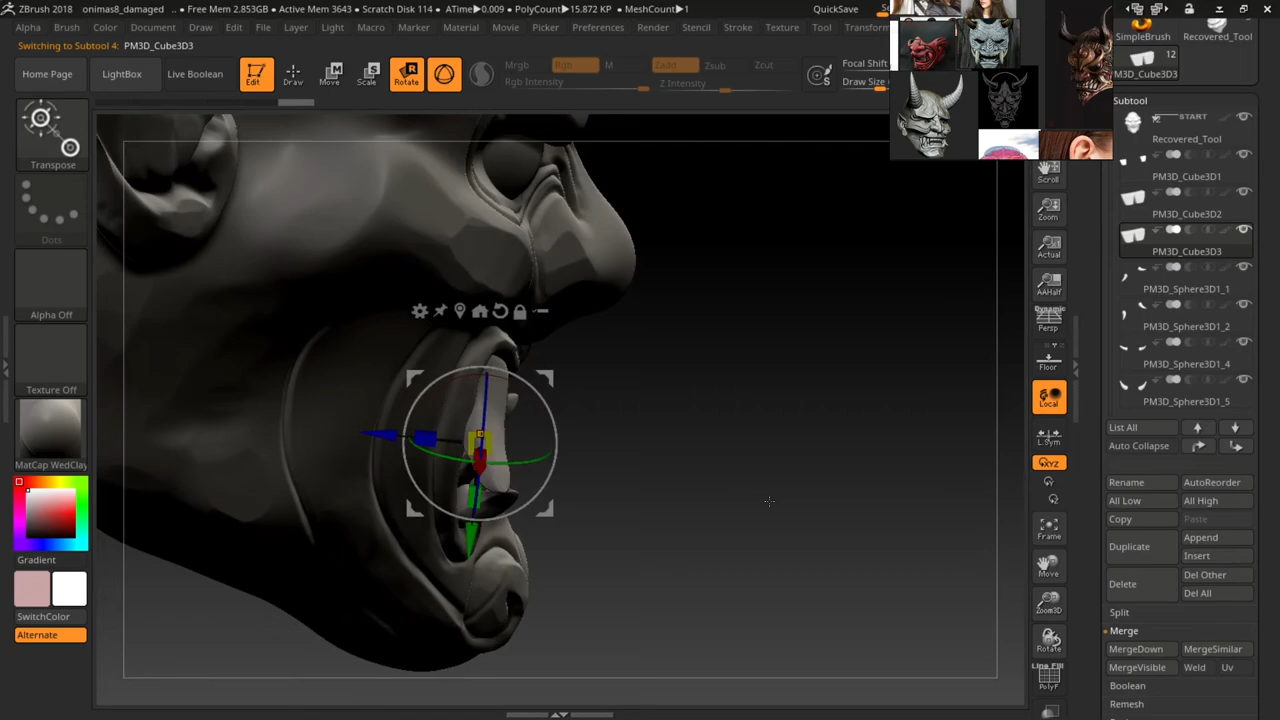 ZBrush 2018   onimas8_damaged   .. • Free Mem 2.853GB • Active Mem 3643 • Scratch Disk 114 • ATime▶0.009 • PolyCount▶15.872 KP • MeshCount▶1   QuickSave
Alpha Brush Color Document Draw Edit File Layer Light Macro Marker Material Movie Picker Preferences Render Stencil Stroke Texture Tool
Switching to Subtool 4: PM3D_Cube3D3
Home Page LightBox Live Boolean Edit Draw Move Scale Rotate
Mrgb Rgb M Zadd Zsub Zcut Focal Shift
Rgb Intensity Z Intensity Draw Size
Transpose
Dots
Alpha Off
Texture Off
MatCap WedClay
Gradient
SwitchColor
Alternate
Scroll
Zoom
Actual
AAHalf
Dynamic
Persp
Floor
Local
L.Sym
XYZ
Frame
Move
Zoom3D
Rotate
Line Fill
PolyF
SimpleBrush Recovered_Tool
12
PM3D_Cube3D3
Subtool
START
Recovered_Tool
PM3D_Cube3D1
PM3D_Cube3D2
PM3D_Cube3D3
PM3D_Sphere3D1_1
PM3D_Sphere3D1_2
PM3D_Sphere3D1_4
PM3D_Sphere3D1_5
List All
Auto Collapse
Rename AutoReorder
All Low All High
Copy Paste
Duplicate Append
Insert
Delete Del Other
Del All
Split
Merge
MergeDown MergeSimilar
MergeVisible Weld Uv
Boolean
Remesh